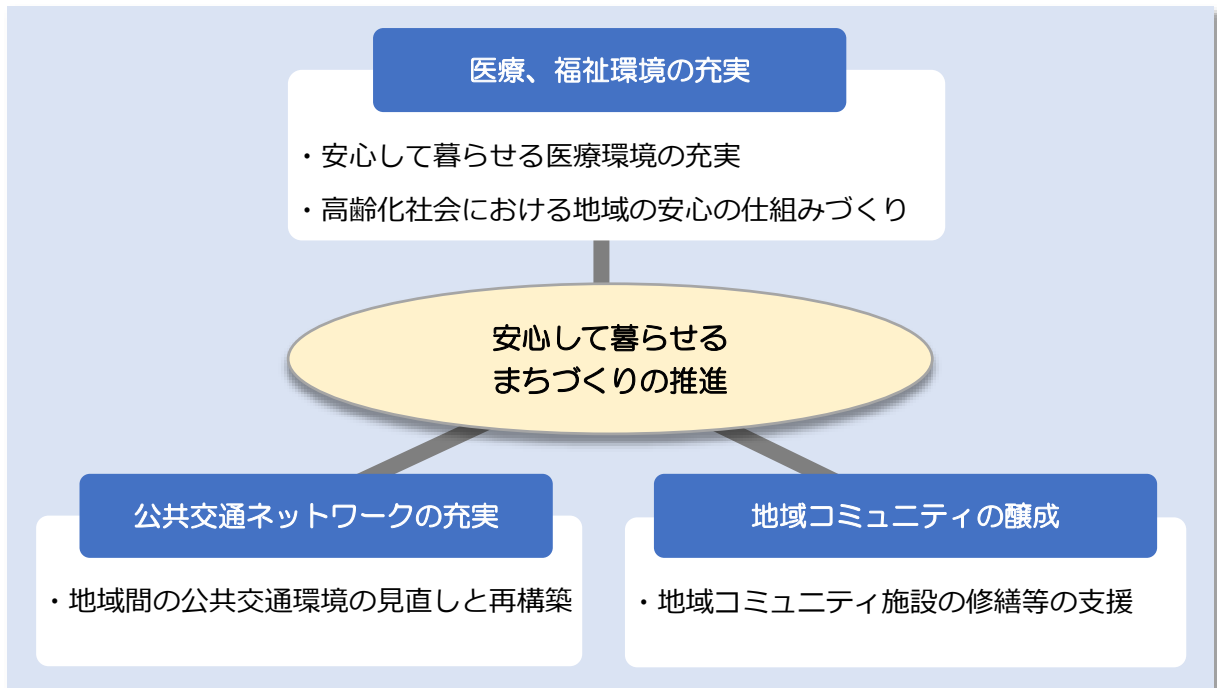 医療、福祉環境の充実
・安心して暮らせる医療環境の充実
・高齢化社会における地域の安心の仕組みづくり
安心して暮らせる
まちづくりの推進
公共交通ネットワークの充実
・地域間の公共交通環境の見直しと再構築
地域コミュニティの醸成
・地域コミュニティ施設の修繕等の支援